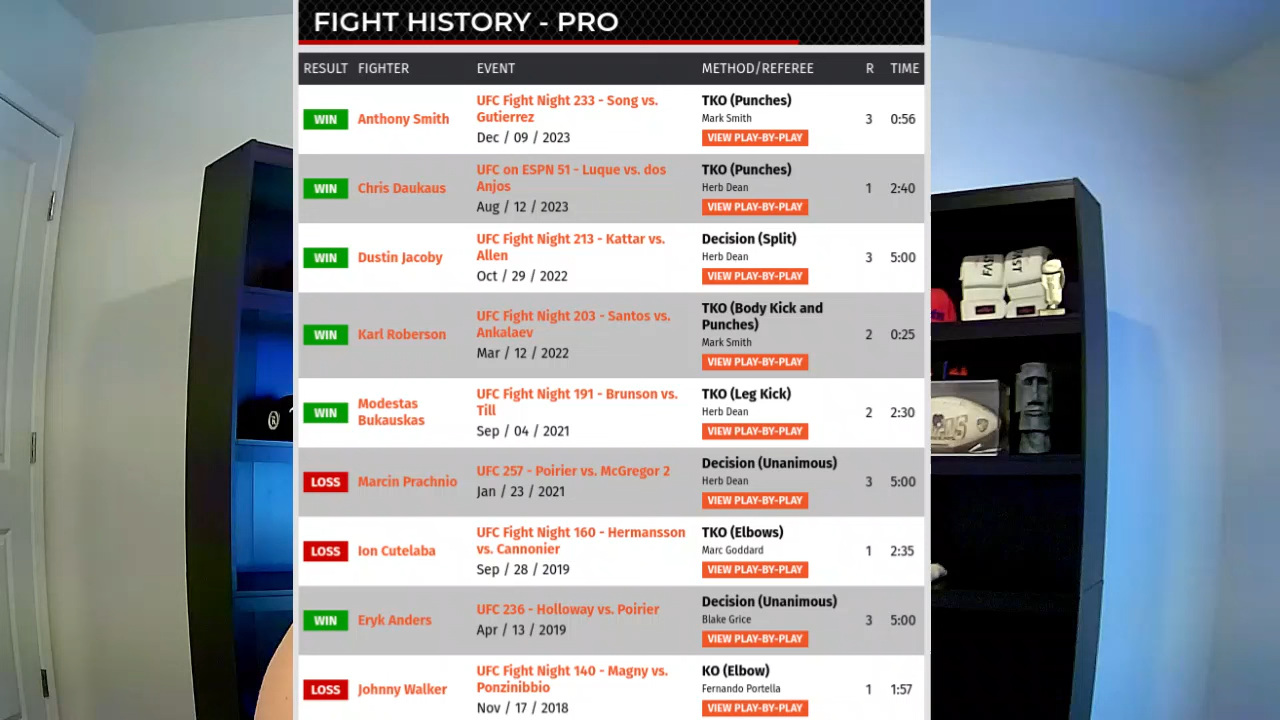 FIGHT HISTORY - PRO
RESULT FIGHTER EVENT METHOD/REFEREE R TIME
WIN Anthony Smith UFC Fight Night 233 - Song vs. Gutierrez Dec / 09 / 2023 TKO (Punches) Mark Smith VIEW PLAY-BY-PLAY 3 0:56
WIN Chris Daukaus UFC on ESPN 51 - Luque vs. dos Anjos Aug / 12 / 2023 TKO (Punches) Herb Dean VIEW PLAY-BY-PLAY 1 2:40
WIN Dustin Jacoby UFC Fight Night 213 - Kattar vs. Allen Oct / 29 / 2022 Decision (Split) Herb Dean VIEW PLAY-BY-PLAY 3 5:00
WIN Karl Roberson UFC Fight Night 203 - Santos vs. Ankalaev Mar / 12 / 2022 TKO (Body Kick and Punches) Mark Smith VIEW PLAY-BY-PLAY 2 0:25
WIN Modestas Bukauskas UFC Fight Night 191 - Brunson vs. Till Sep / 04 / 2021 TKO (Leg Kick) Herb Dean VIEW PLAY-BY-PLAY 2 2:30
LOSS Marcin Prachnio UFC 257 - Poirier vs. McGregor 2 Jan / 23 / 2021 Decision (Unanimous) Herb Dean VIEW PLAY-BY-PLAY 3 5:00
LOSS Ion Cutelaba UFC Fight Night 160 - Hermansson vs. Cannonier Sep / 28 / 2019 TKO (Elbows) Marc Goddard VIEW PLAY-BY-PLAY 1 2:35
WIN Eryk Anders UFC 236 - Holloway vs. Poirier Apr / 13 / 2019 Decision (Unanimous) Blake Grice VIEW PLAY-BY-PLAY 3 5:00
LOSS Johnny Walker UFC Fight Night 140 - Magny vs. Ponzinibbio Nov / 17 / 2018 KO (Elbow) Fernando Portella VIEW PLAY-BY-PLAY 1 1:57